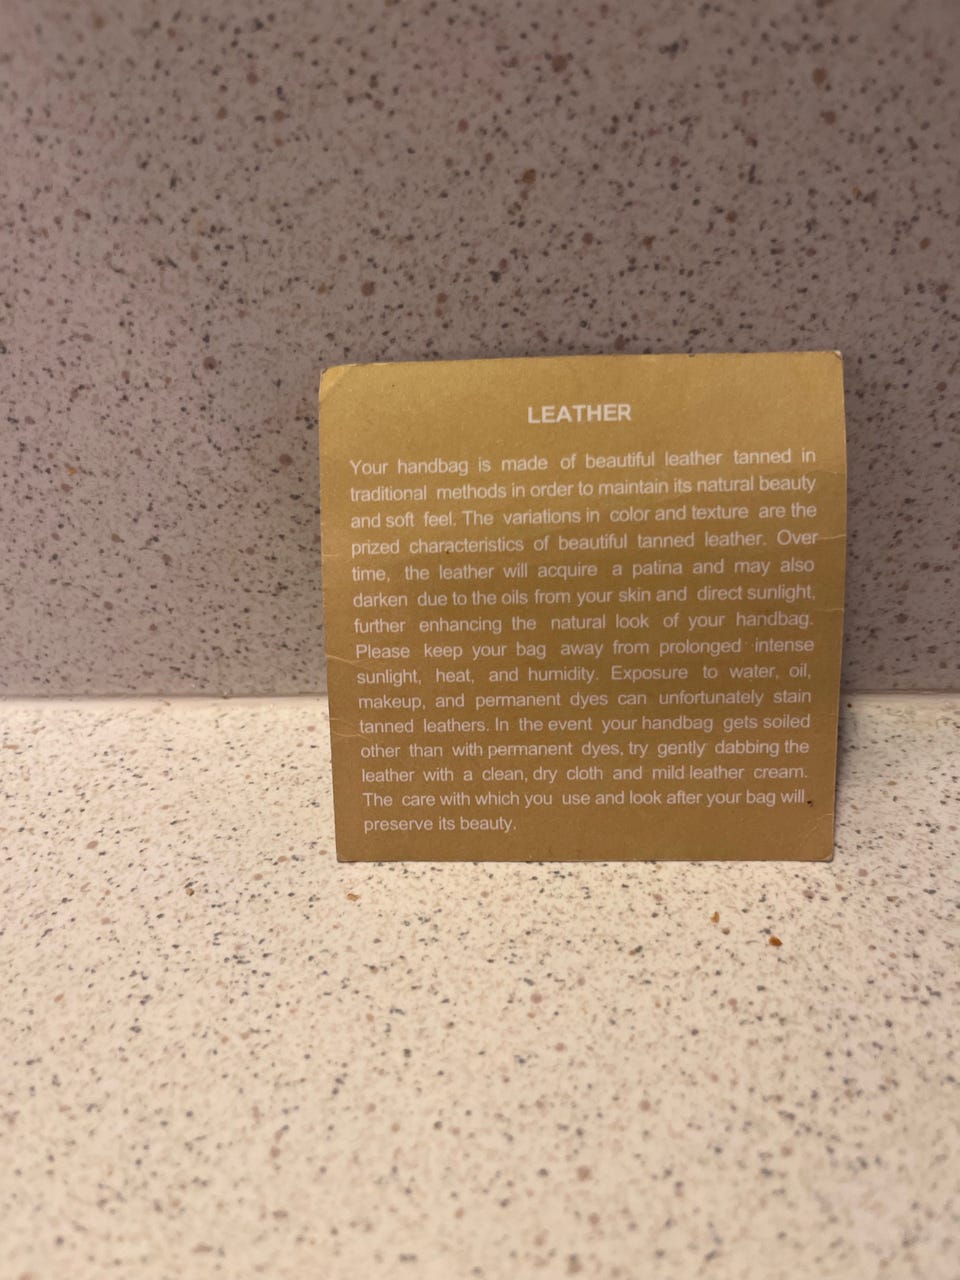 LEATHER
Your handbag is made of beautiful leather tanned in
traditional methods in order to maintain its natural beauty
and soft feel. The variations in color and texture are the
prized characteristics of beautiful tanned leather. Over
time, the leather will acquire a patina and may also
darken due to the oils from your skin and direct sunlight,
further enhancing the natural look of your handbag.
Please keep your bag away from prolonged intense
sunlight, heat, and humidity. Exposure to water, oil,
makeup, and permanent dyes can unfortunately stain
tanned leathers. In the event your handbag gets soiled
other than with permanent dyes, try gently dabbing the
leather with a clean, dry cloth and mild leather cream.
The care with which you use and look after your bag will
preserve its beauty.